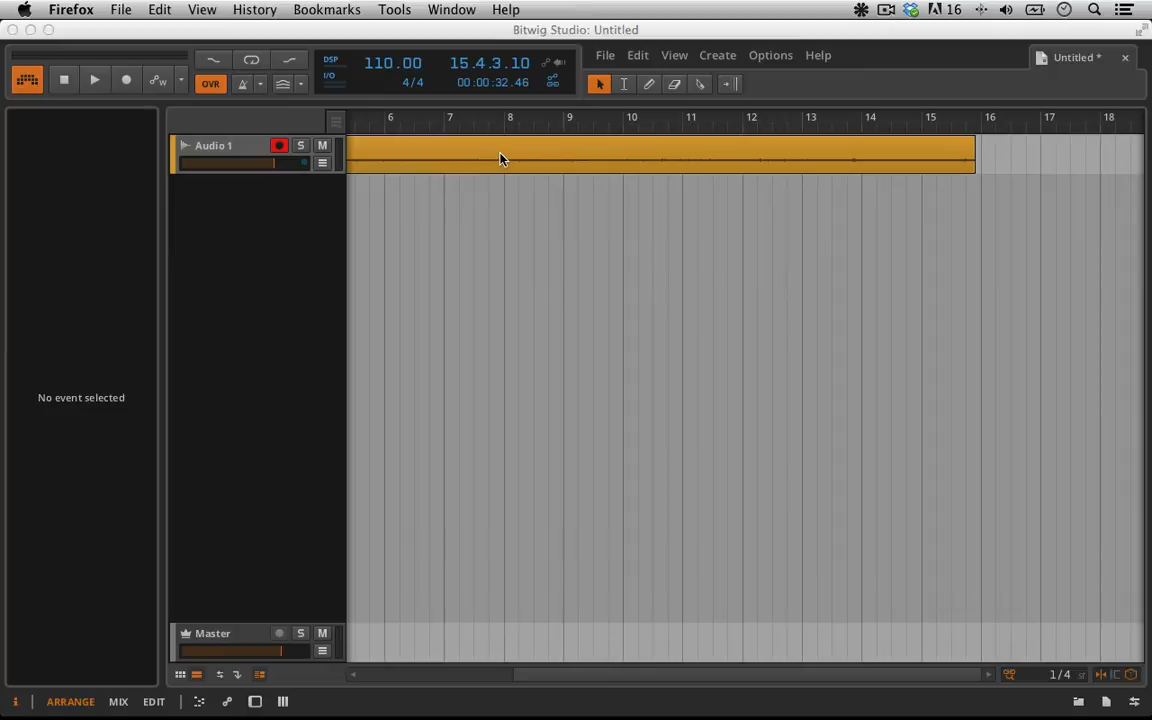 Firefox File Edit View History Bookmarks Tools Window Help 16
Bitwig Studio: Untitled
DSP 110.00 15.4.3.10 File Edit View Create Options Help Untitled * ×
OVR I/O 4/4 00:00:32.46
6 7 8 9 10 11 12 13 14 15 16 17 18
Audio 1 S M
No event selected
Master S M
1/4
i ARRANGE MIX EDIT